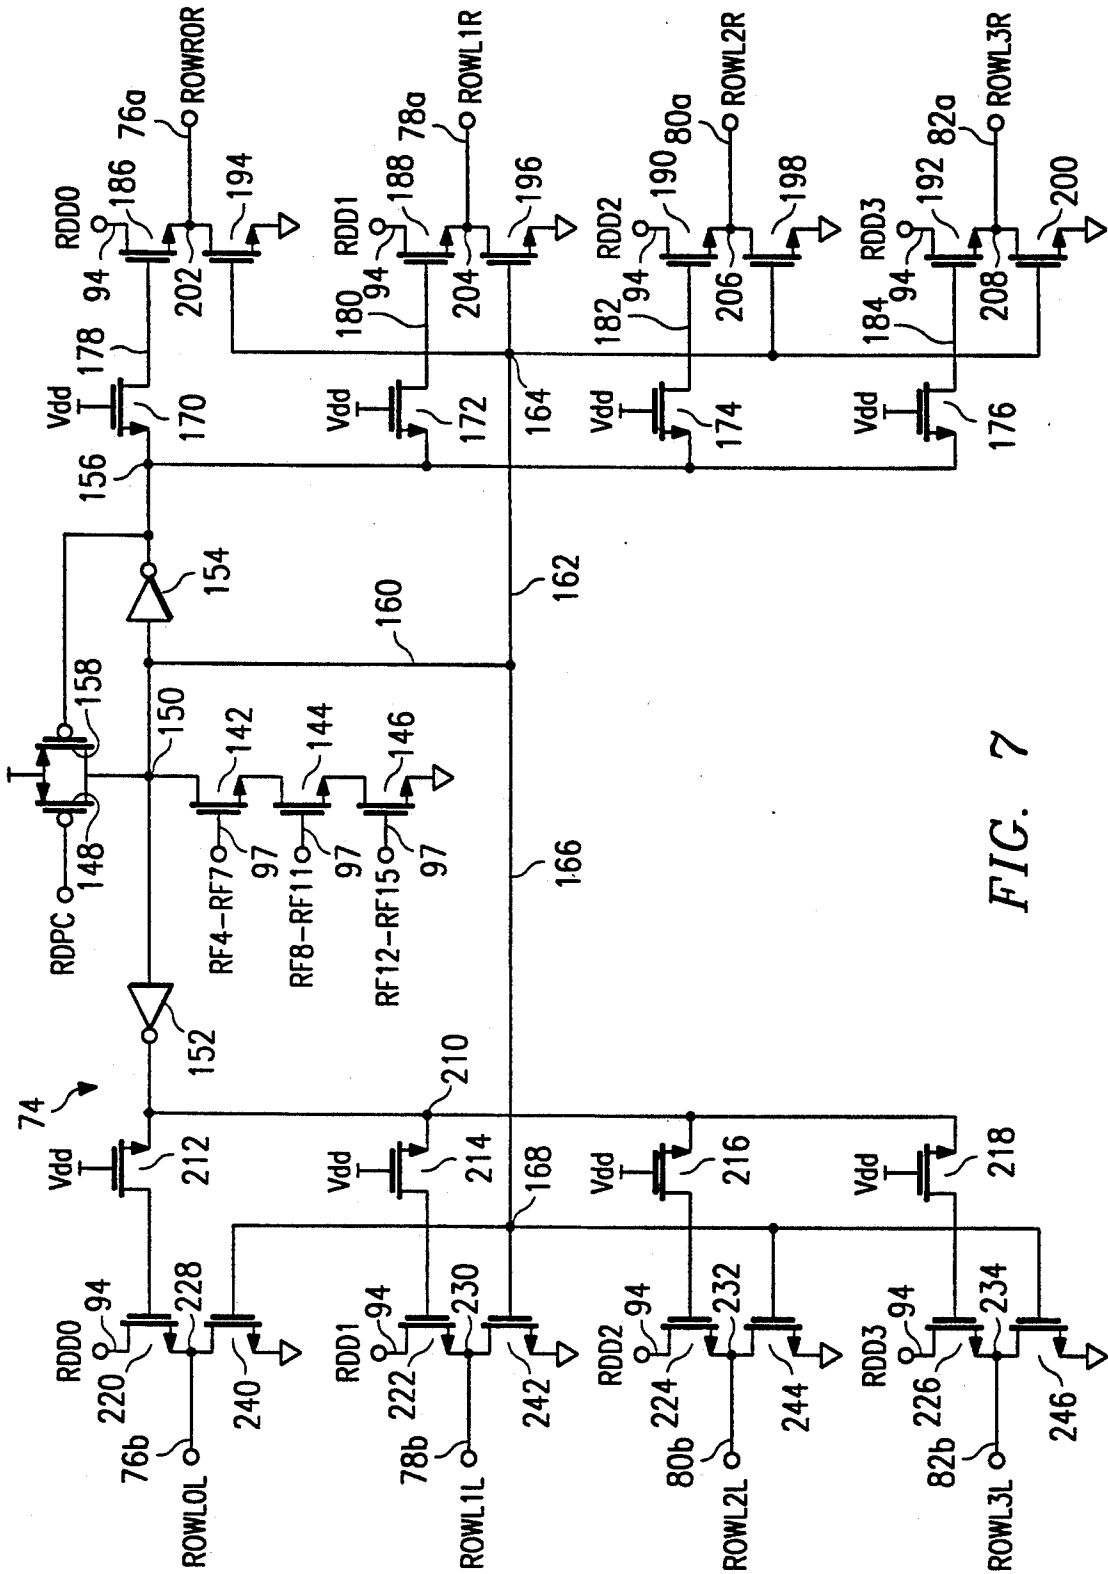 74
RDPC
148
158
150
152
154
156
160
162
164
166
168
210
RF4-RF7
97
142
RF8-RF11
97
144
RF12-RF15
97
146
Vdd
212
RDD0
94
220
228
76b
ROWL0L
240
Vdd
214
RDD1
94
222
230
78b
ROWL1L
242
Vdd
216
RDD2
94
224
232
80b
ROWL2L
244
Vdd
218
RDD3
94
226
234
82b
ROWL3L
246
Vdd
170
178
RDD0
94
186
202
76a
ROWR0R
194
Vdd
172
180
RDD1
94
188
204
78a
ROWL1R
196
Vdd
174
182
RDD2
94
190
206
80a
ROWL2R
198
Vdd
176
184
RDD3
94
192
208
82a
ROWL3R
200
FIG. 7